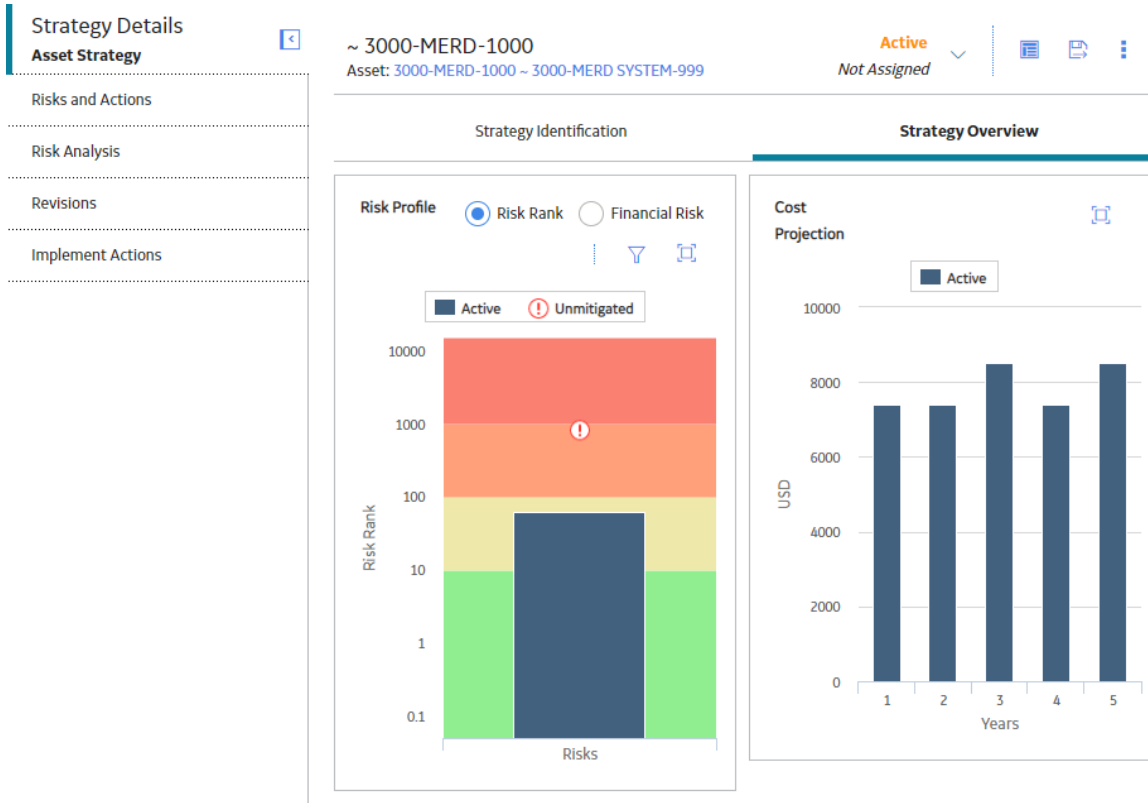 Strategy Details
Asset Strategy
Risks and Actions
Risk Analysis
Revisions
Implement Actions
~ 3000-MERD-1000
Asset: 3000-MERD-1000 ~ 3000-MERD SYSTEM-999
Active
Not Assigned
Strategy Identification
Strategy Overview
Risk Profile
Risk Rank
Financial Risk
Active
Unmitigated
10000
1000
100
10
1
0.1
Risk Rank
Risks
Cost
Projection
Active
10000
8000
6000
4000
2000
0
USD
1 2 3 4 5
Years